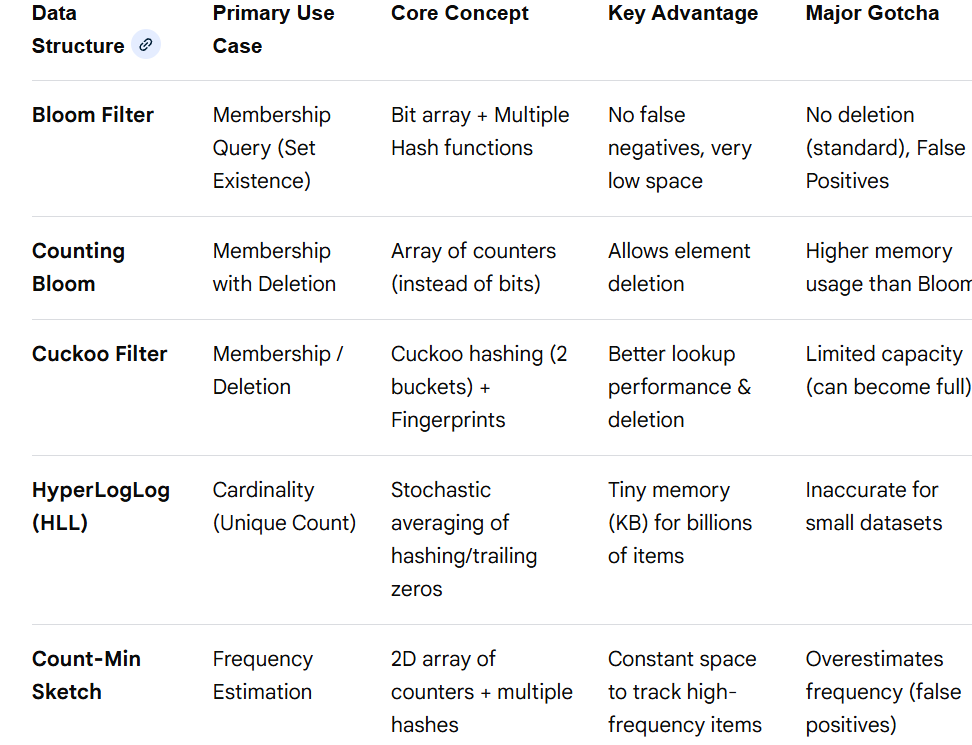 Data Structure	Primary Use Case	Core Concept	Key Advantage	Major Gotcha
Bloom Filter	Membership Query (Set Existence)	Bit array + Multiple Hash functions	No false negatives, very low space	No deletion (standard), False Positives
Counting Bloom	Membership with Deletion	Array of counters (instead of bits)	Allows element deletion	Higher memory usage than Bloom
Cuckoo Filter	Membership / Deletion	Cuckoo hashing (2 buckets) + Fingerprints	Better lookup performance & deletion	Limited capacity (can become full)
HyperLogLog (HLL)	Cardinality (Unique Count)	Stochastic averaging of hashing/trailing zeros	Tiny memory (KB) for billions of items	Inaccurate for small datasets
Count-Min Sketch	Frequency Estimation	2D array of counters + multiple hashes	Constant space to track high-frequency items	Overestimates frequency (false positives)